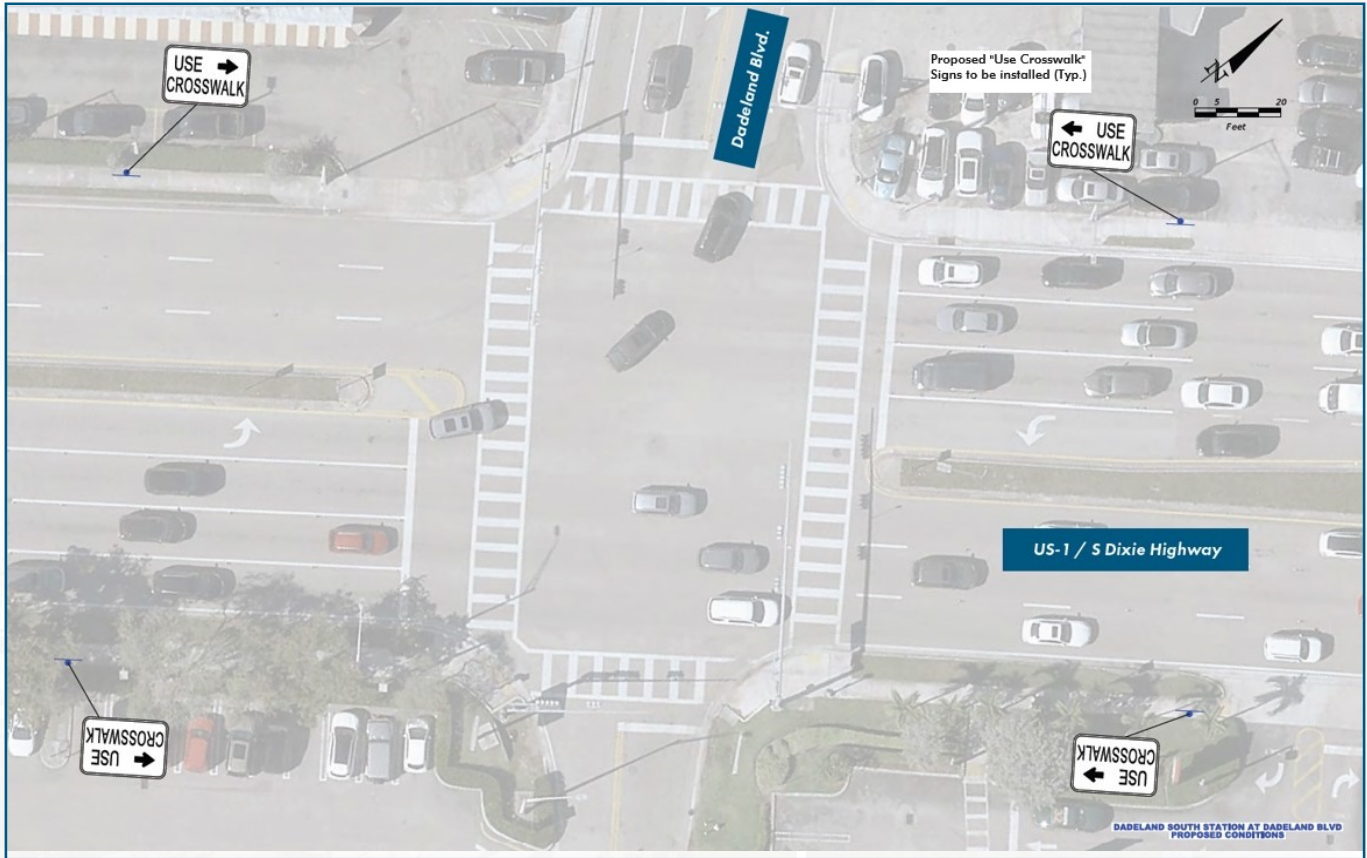 USE
CROSSWALK
Dadeland Blvd.
Proposed "Use Crosswalk"
Signs to be installed (Typ.)
N
0 5 20
Feet
USE
CROSSWALK
US-1 / S Dixie Highway
USE
CROSSWALK
USE
CROSSWALK
DADELAND SOUTH STATION AT DADELAND BLVD
PROPOSED CONDITIONS